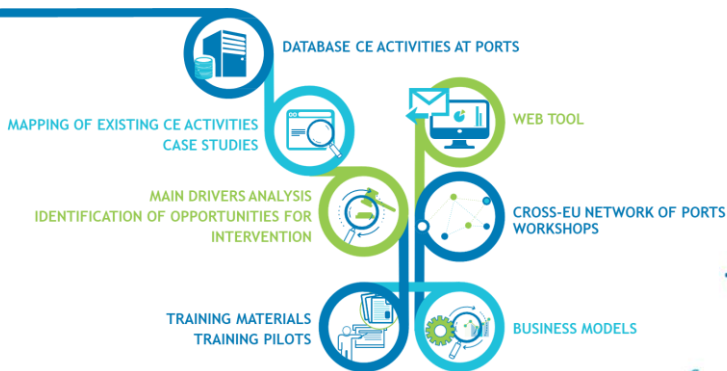 DATABASE CE ACTIVITIES AT PORTS
MAPPING OF EXISTING CE ACTIVITIES
CASE STUDIES
WEB TOOL
MAIN DRIVERS ANALYSIS
IDENTIFICATION OF OPPORTUNITIES FOR
INTERVENTION
CROSS-EU NETWORK OF PORTS
WORKSHOPS
TRAINING MATERIALS
TRAINING PILOTS
BUSINESS MODELS